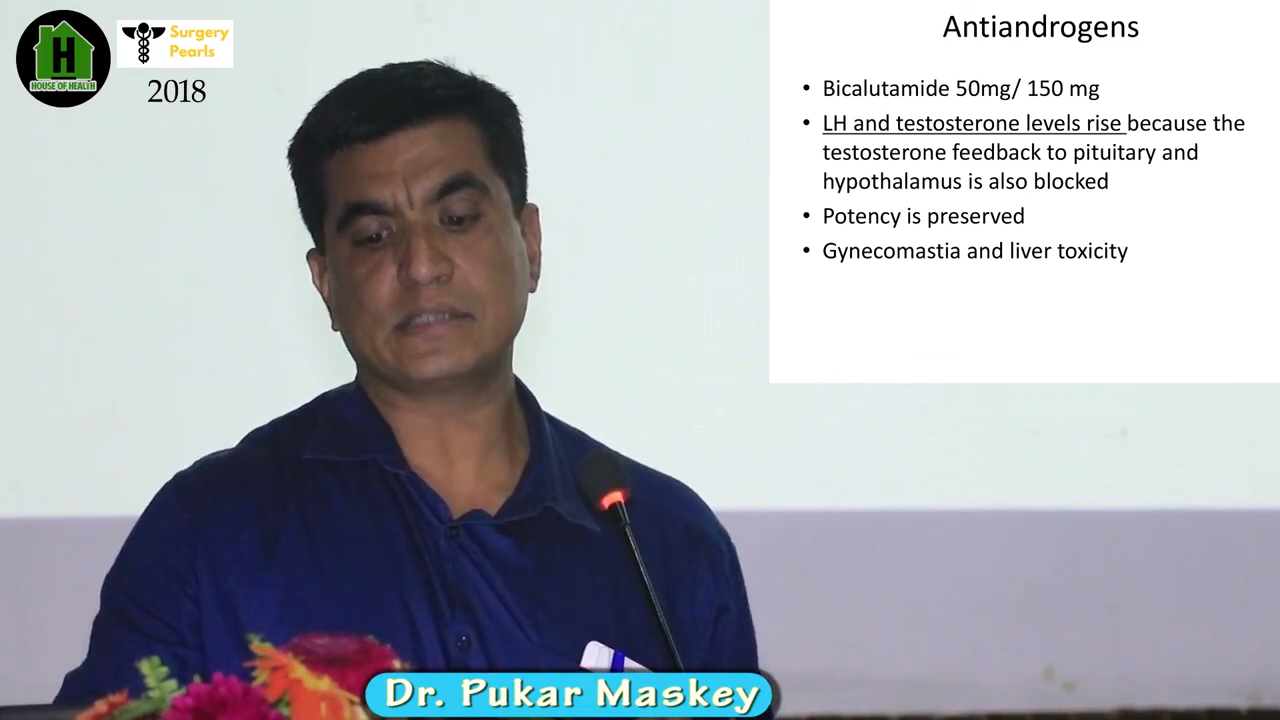 H
HOUSE OF HEALTH
Surgery
Pearls
2018
Antiandrogens
• Bicalutamide 50mg/ 150 mg
• LH and testosterone levels rise because the
testosterone feedback to pituitary and
hypothalamus is also blocked
• Potency is preserved
• Gynecomastia and liver toxicity
Dr. Pukar Maskey